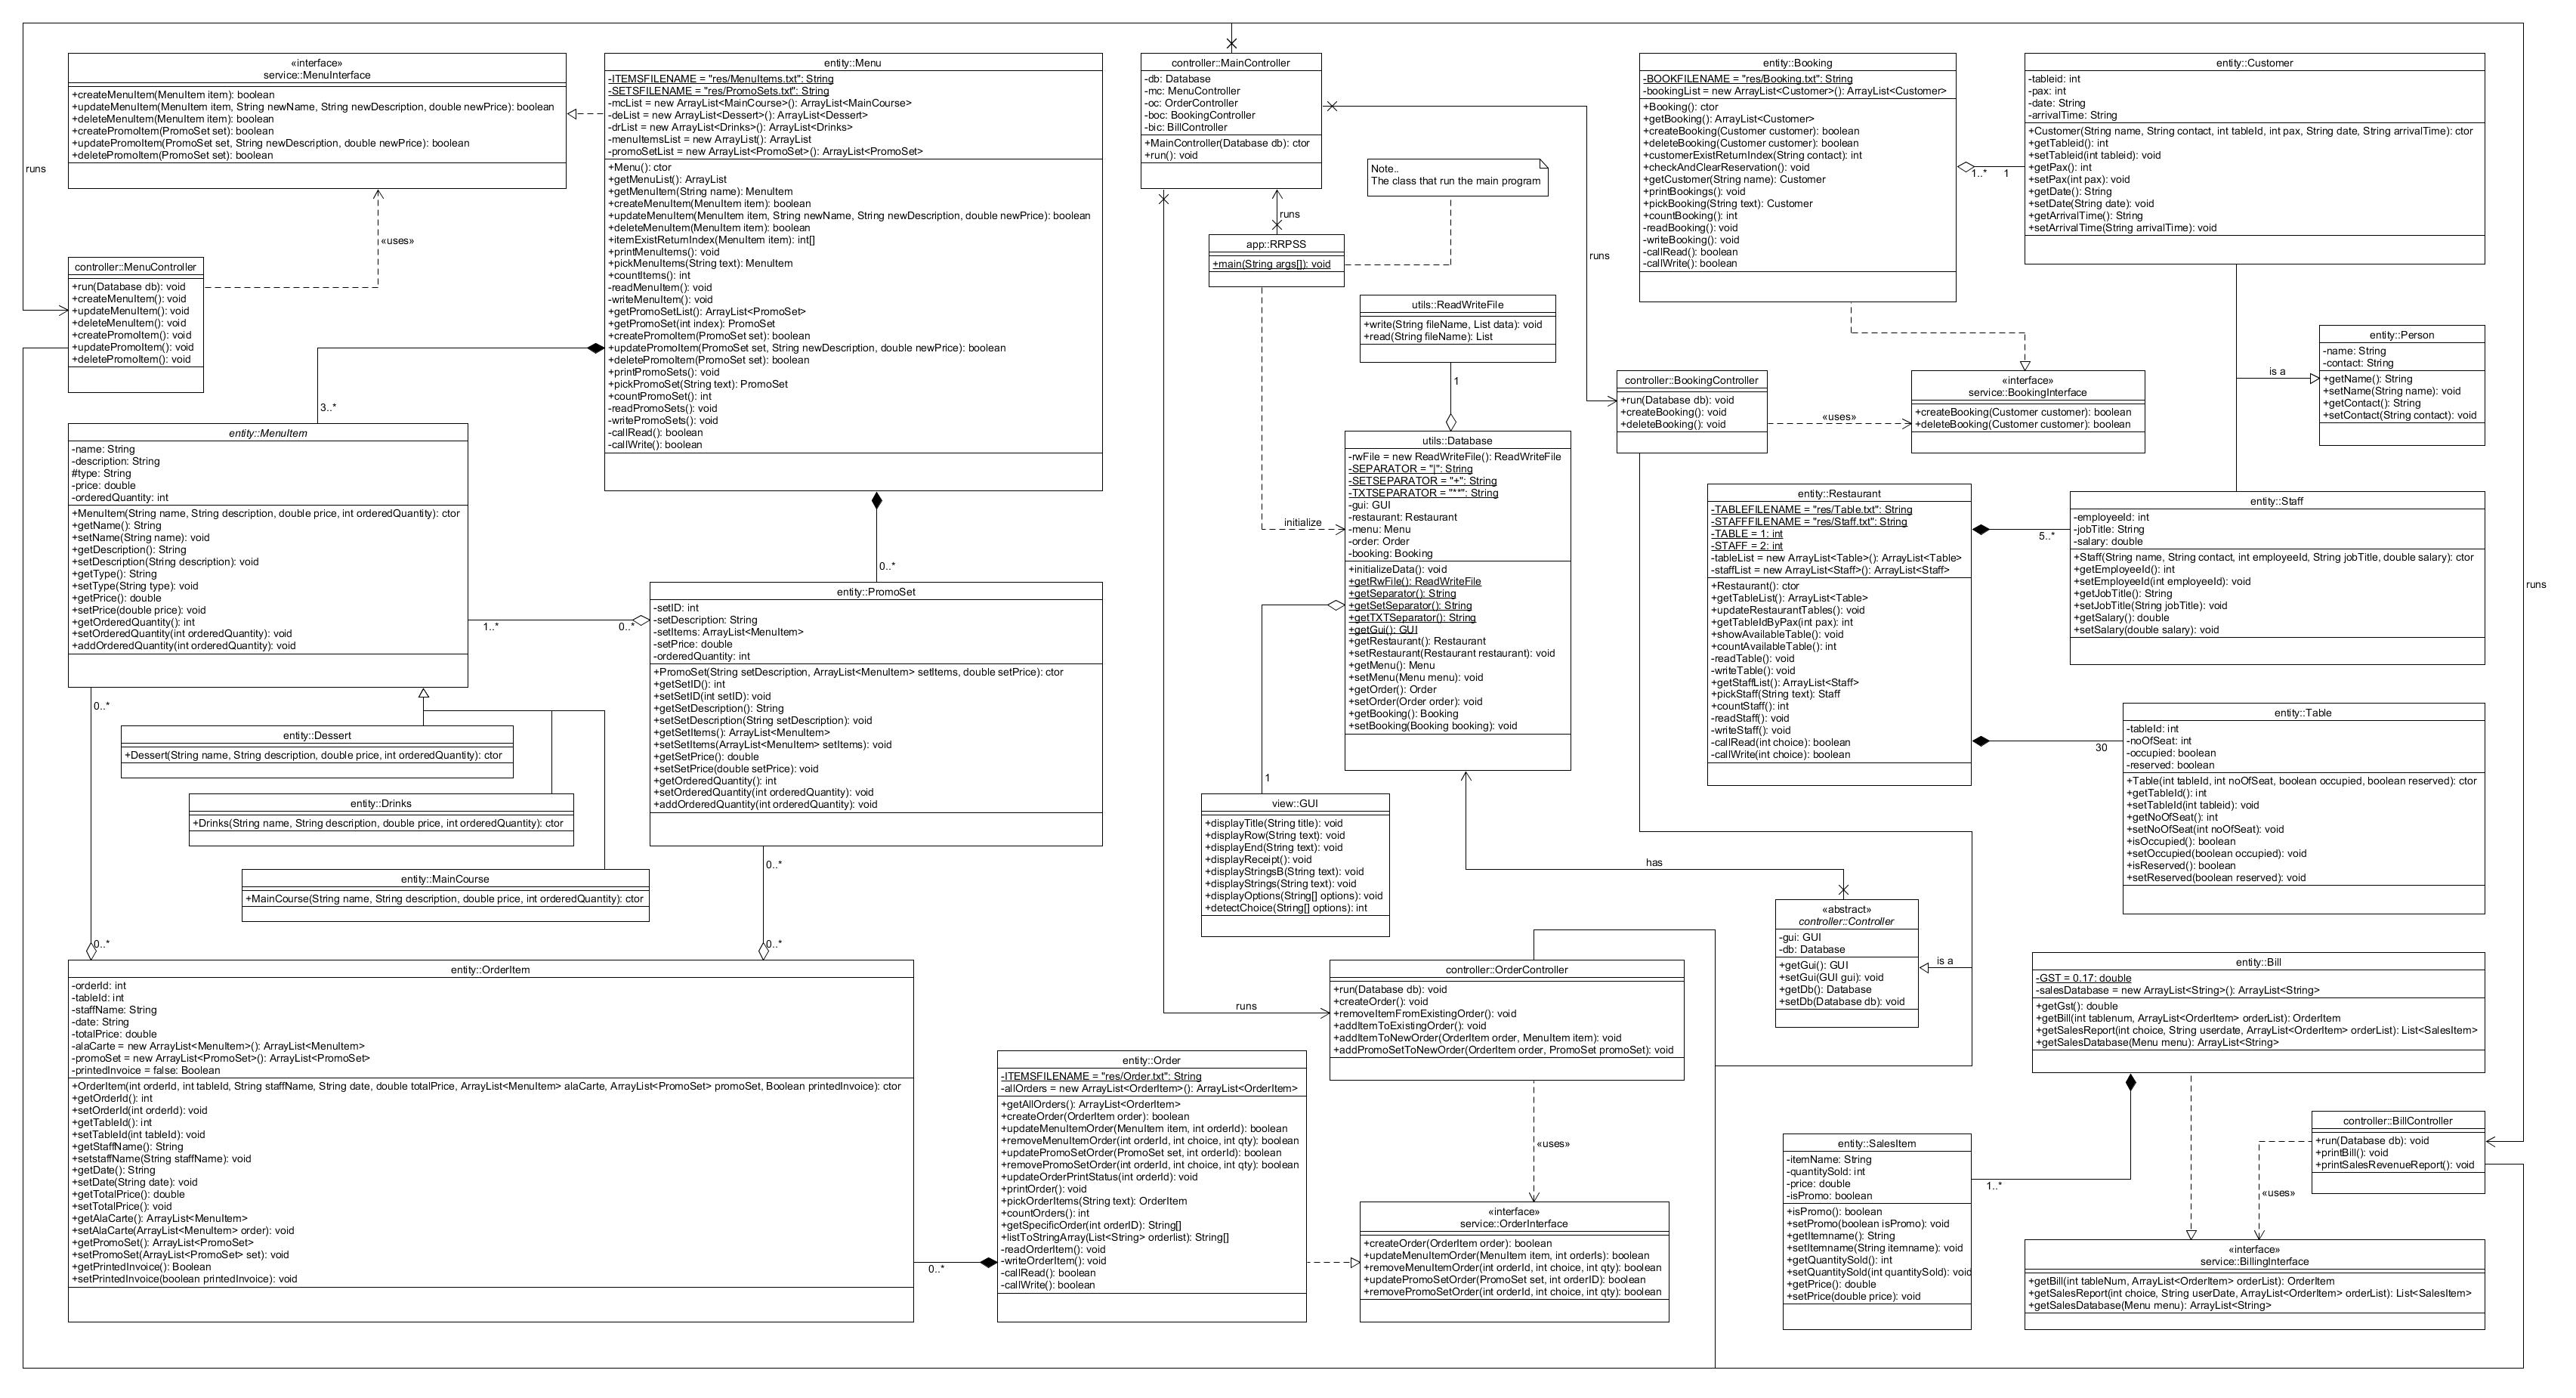 «interface»
service::MenuInterface
+createMenuItem(MenuItem item): boolean
+updateMenuItem(MenuItem item, String newName, String newDescription, double newPrice): boolean
+deleteMenuItem(MenuItem item): boolean
+createPromoItem(PromoSet set): boolean
+updatePromoItem(PromoSet set, String newDescription, double newPrice): boolean
+deletePromoItem(PromoSet set): boolean
runs
«uses»
controller::MenuController
+run(Database db): void
+createMenuItem(): void
+updateMenuItem(): void
+deleteMenuItem(): void
+createPromoItem(): void
+updatePromoItem(): void
+deletePromoItem(): void
entity::Menu
-ITEMSFILENAME = "res/MenuItems.txt": String
-SETSFILENAME = "res/PromoSets.txt": String
-mcList = new ArrayList<MainCourse>(): ArrayList<MainCourse>
-deList = new ArrayList<Dessert>(): ArrayList<Dessert>
-drList = new ArrayList<Drinks>(): ArrayList<Drinks>
-menuItemsList = new ArrayList(): ArrayList
-promoSetList = new ArrayList<PromoSet>(): ArrayList<PromoSet>
+Menu(): ctor
+getMenuList(): ArrayList
+getMenuItem(String name): MenuItem
+createMenuItem(MenuItem item): boolean
+updateMenuItem(MenuItem item, String newName, String newDescription, double newPrice): boolean
+deleteMenuItem(MenuItem item): boolean
+itemExistReturnIndex(MenuItem item): int[]
+printMenuItems(): void
+pickMenuItems(String text): MenuItem
+countItems(): int
-readMenuItem(): void
-writeMenuItem(): void
+getPromoSetList(): ArrayList<PromoSet>
+getPromoSet(int index): PromoSet
+createPromoItem(PromoSet set): boolean
+updatePromoItem(PromoSet set, String newDescription, double newPrice): boolean
+deletePromoItem(PromoSet set): boolean
+printPromoSets(): void
+pickPromoSet(String text): PromoSet
+countPromoSet(): int
-readPromoSets(): void
-writePromoSets(): void
-callRead(): boolean
-callWrite(): boolean
3..*
0..*
entity::MenuItem
-name: String
-description: String
#type: String
-price: double
-orderedQuantity: int
+MenuItem(String name, String description, double price, int orderedQuantity): ctor
+getName(): String
+setName(String name): void
+getDescription(): String
+setDescription(String description): void
+getType(): String
+setType(String type): void
+getPrice(): double
+setPrice(double price): void
+getOrderedQuantity(): int
+setOrderedQuantity(int orderedQuantity): void
+addOrderedQuantity(int orderedQuantity): void
1..*
0..*
0..*
entity::Dessert
+Dessert(String name, String description, double price, int orderedQuantity): ctor
entity::Drinks
+Drinks(String name, String description, double price, int orderedQuantity): ctor
entity::MainCourse
+MainCourse(String name, String description, double price, int orderedQuantity): ctor
entity::PromoSet
-setID: int
-setDescription: String
-setItems: ArrayList<MenuItem>
-setPrice: double
-orderedQuantity: int
+PromoSet(String setDescription, ArrayList<MenuItem> setItems, double setPrice): ctor
+getSetID(): int
+setSetID(int setID): void
+getSetDescription(): String
+setSetDescription(String setDescription): void
+getSetItems(): ArrayList<MenuItem>
+setSetItems(ArrayList<MenuItem> setItems): void
+getSetPrice(): double
+setSetPrice(double setPrice): void
+getOrderedQuantity(): int
+setOrderedQuantity(int orderedQuantity): void
+addOrderedQuantity(int orderedQuantity): void
0..*
0..*
0..*
entity::OrderItem
-orderId: int
-tableId: int
-staffName: String
-date: String
-totalPrice: double
-alaCarte = new ArrayList<MenuItem>(): ArrayList<MenuItem>
-promoSet = new ArrayList<PromoSet>(): ArrayList<PromoSet>
-printedInvoice = false: Boolean
+OrderItem(int orderId, int tableId, String staffName, String date, double totalPrice, ArrayList<MenuItem> alaCarte, ArrayList<PromoSet> promoSet, Boolean printedInvoice): ctor
+getOrderId(): int
+setOrderId(int orderId): void
+getTableId(): int
+setTableId(int tableId): void
+getStaffName(): String
+setstaffName(String staffName): void
+getDate(): String
+setDate(String date): void
+getTotalPrice(): double
+setTotalPrice(): void
+getAlaCarte(): ArrayList<MenuItem>
+setAlaCarte(ArrayList<MenuItem> order): void
+getPromoSet(): ArrayList<PromoSet>
+setPromoSet(ArrayList<PromoSet> set): void
+getPrintedInvoice(): Boolean
+setPrintedInvoice(boolean printedInvoice): void
0..*
entity::Order
-ITEMSFILENAME = "res/Order.txt": String
-allOrders = new ArrayList<OrderItem>(): ArrayList<OrderItem>
+getAllOrders(): ArrayList<OrderItem>
+createOrder(OrderItem order): boolean
+updateMenuItemOrder(MenuItem item, int orderId): boolean
+removeMenuItemOrder(int orderId, int choice, int qty): boolean
+updatePromoSetOrder(PromoSet set, int orderId): boolean
+removePromoSetOrder(int orderId, int choice, int qty): boolean
+updateOrderPrintStatus(int orderId): void
+printOrder(): void
+pickOrderItems(String text): OrderItem
+countOrders(): int
+getSpecificOrder(int orderID): String[]
+listToStringArray(List<String> orderlist): String[]
-readOrderItem(): void
-writeOrderItem(): void
-callRead(): boolean
-callWrite(): boolean
controller::MainController
-db: Database
-mc: MenuController
-oc: OrderController
-boc: BookingController
-bic: BillController
+MainController(Database db): ctor
+run(): void
Note..
The class that run the main program
runs
app::RRPSS
+main(String args[]): void
initialize
utils::ReadWriteFile
+write(String fileName, List data): void
+read(String fileName): List
1
utils::Database
-rwFile = new ReadWriteFile(): ReadWriteFile
-SEPARATOR = "|": String
-SETSEPARATOR = "+": String
-TXTSEPARATOR = "**": String
-gui: GUI
-restaurant: Restaurant
-menu: Menu
-order: Order
-booking: Booking
+initializeData(): void
+getRwFile(): ReadWriteFile
+getSeparator(): String
+getSetSeparator(): String
+getTXTSeparator(): String
+getGui(): GUI
+getRestaurant(): Restaurant
+setRestaurant(Restaurant restaurant): void
+getMenu(): Menu
+setMenu(Menu menu): void
+getOrder(): Order
+setOrder(Order order): void
+getBooking(): Booking
+setBooking(Booking booking): void
1
view::GUI
+displayTitle(String title): void
+displayRow(String text): void
+displayEnd(String text): void
+displayReceipt(): void
+displayStringsB(String text): void
+displayStrings(String text): void
+displayOptions(String[] options): void
+detectChoice(String[] options): int
runs
controller::OrderController
+run(Database db): void
+createOrder(): void
+removeItemFromExistingOrder(): void
+addItemToExistingOrder(): void
+addItemToNewOrder(OrderItem order, MenuItem item): void
+addPromoSetToNewOrder(OrderItem order, PromoSet promoSet): void
«uses»
«interface»
service::OrderInterface
+createOrder(OrderItem order): boolean
+updateMenuItemOrder(MenuItem item, int orderIs): boolean
+removeMenuItemOrder(int orderId, int choice, int qty): boolean
+updatePromoSetOrder(PromoSet set, int orderID): boolean
+removePromoSetOrder(int orderId, int choice, int qty): boolean
entity::Booking
-BOOKFILENAME = "res/Booking.txt": String
-bookingList = new ArrayList<Customer>(): ArrayList<Customer>
+Booking(): ctor
+getBooking(): ArrayList<Customer>
+createBooking(Customer customer): boolean
+deleteBooking(Customer customer): boolean
+customerExistReturnIndex(String contact): int
+checkAndClearReservation(): void
+getCustomer(String name): Customer
+printBookings(): void
+pickBooking(String text): Customer
+countBooking(): int
-readBooking(): void
-writeBooking(): void
-callRead(): boolean
-callWrite(): boolean
1..*
1
runs
controller::BookingController
+run(Database db): void
+createBooking(): void
+deleteBooking(): void
«uses»
«interface»
service::BookingInterface
+createBooking(Customer customer): boolean
+deleteBooking(Customer customer): boolean
entity::Customer
-tableid: int
-pax: int
-date: String
-arrivalTime: String
+Customer(String name, String contact, int tableId, int pax, String date, String arrivalTime): ctor
+getTableid(): int
+setTableid(int tableid): void
+getPax(): int
+setPax(int pax): void
+getDate(): String
+setDate(String date): void
+getArrivalTime(): String
+setArrivalTime(String arrivalTime): void
is a
entity::Person
-name: String
-contact: String
+getName(): String
+setName(String name): void
+getContact(): String
+setContact(String contact): void
entity::Restaurant
-TABLEFILENAME = "res/Table.txt": String
-STAFFFILENAME = "res/Staff.txt": String
-TABLE = 1: int
-STAFF = 2: int
-tableList = new ArrayList<Table>(): ArrayList<Table>
-staffList = new ArrayList<Staff>(): ArrayList<Staff>
+Restaurant(): ctor
+getTableList(): ArrayList<Table>
+updateRestaurantTables(): void
+getTableIdByPax(int pax): int
+showAvailableTable(): void
+countAvailableTable(): int
-readTable(): void
-writeTable(): void
+getStaffList(): ArrayList<Staff>
+pickStaff(String text): Staff
+countStaff(): int
-readStaff(): void
-writeStaff(): void
-callRead(int choice): boolean
-callWrite(int choice): boolean
5..*
entity::Staff
-employeeId: int
-jobTitle: String
-salary: double
+Staff(String name, String contact, int employeeId, String jobTitle, double salary): ctor
+getEmployeeId(): int
+setEmployeeId(int employeeId): void
+getJobTitle(): String
+setJobTitle(String jobTitle): void
+getSalary(): double
+setSalary(double salary): void
runs
30
entity::Table
-tableId: int
-noOfSeat: int
-occupied: boolean
-reserved: boolean
+Table(int tableId, int noOfSeat, boolean occupied, boolean reserved): ctor
+getTableId(): int
+setTableId(int tableid): void
+getNoOfSeat(): int
+setNoOfSeat(int noOfSeat): void
+isOccupied(): boolean
+setOccupied(boolean occupied): void
+isReserved(): boolean
+setReserved(boolean reserved): void
has
«abstract»
controller::Controller
-gui: GUI
-db: Database
+getGui(): GUI
+setGui(GUI gui): void
+getDb(): Database
+setDb(Database db): void
is a
entity::Bill
-GST = 0.17: double
-salesDatabase = new ArrayList<String>(): ArrayList<String>
+getGst(): double
+getBill(int tablenum, ArrayList<OrderItem> orderList): OrderItem
+getSalesReport(int choice, String userdate, ArrayList<OrderItem> orderList): List<SalesItem>
+getSalesDatabase(Menu menu): ArrayList<String>
controller::BillController
+run(Database db): void
+printBill(): void
+printSalesRevenueReport(): void
«uses»
entity::SalesItem
-itemName: String
-quantitySold: int
-price: double
-isPromo: boolean
+isPromo(): boolean
+setPromo(boolean isPromo): void
+getItemname(): String
+setItemname(String itemname): void
+getQuantitySold(): int
+setQuantitySold(int quantitySold): void
+getPrice(): double
+setPrice(double price): void
1..*
«interface»
service::BillingInterface
+getBill(int tableNum, ArrayList<OrderItem> orderList): OrderItem
+getSalesReport(int choice, String userDate, ArrayList<OrderItem> orderList): List<SalesItem>
+getSalesDatabase(Menu menu): ArrayList<String>